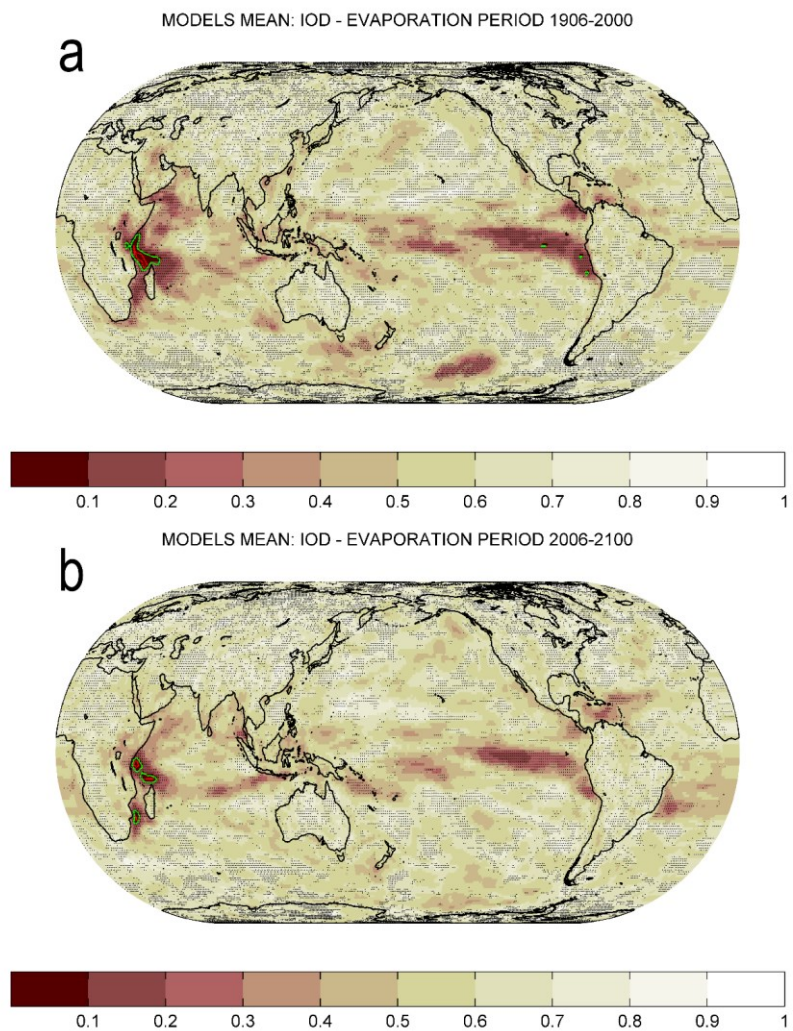 MODELS MEAN: IOD - EVAPORATION PERIOD 1906-2000
a
0.1 0.2 0.3 0.4 0.5 0.6 0.7 0.8 0.9 1
MODELS MEAN: IOD - EVAPORATION PERIOD 2006-2100
b
0.1 0.2 0.3 0.4 0.5 0.6 0.7 0.8 0.9 1